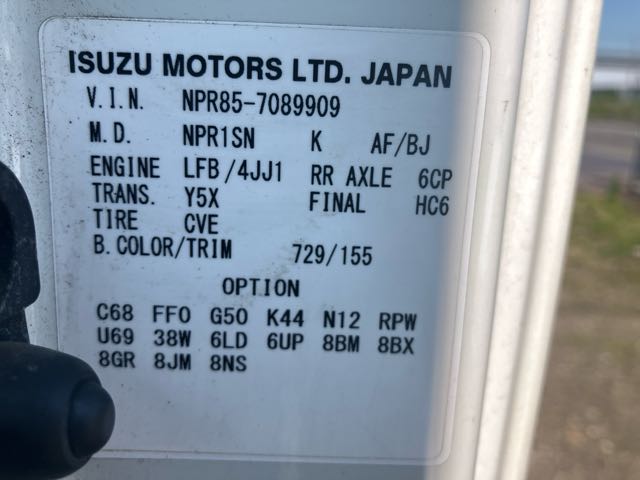 ISUZU MOTORS LTD. JAPAN
V.I.N. NPR85-7089909
M.D. NPR1SN K AF/BJ
ENGINE LFB/4JJ1 RR AXLE 6CP
TRANS. Y5X FINAL HC6
TIRE CVE
B.COLOR/TRIM 729/155
OPTION
C68 FF0 G50 K44 N12 RPW
U69 38W 6LD 6UP 8BM 8BX
8GR 8JM 8NS